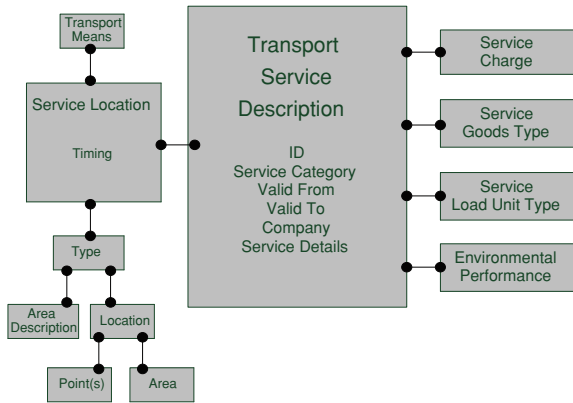 Transport
Means
Service Location
Timing
Type
Area
Description
Location
Point(s)
Area
Transport
Service
Description
ID
Service Category
Valid From
Valid To
Company
Service Details
Service
Charge
Service
Goods Type
Service
Load Unit Type
Environmental
Performance